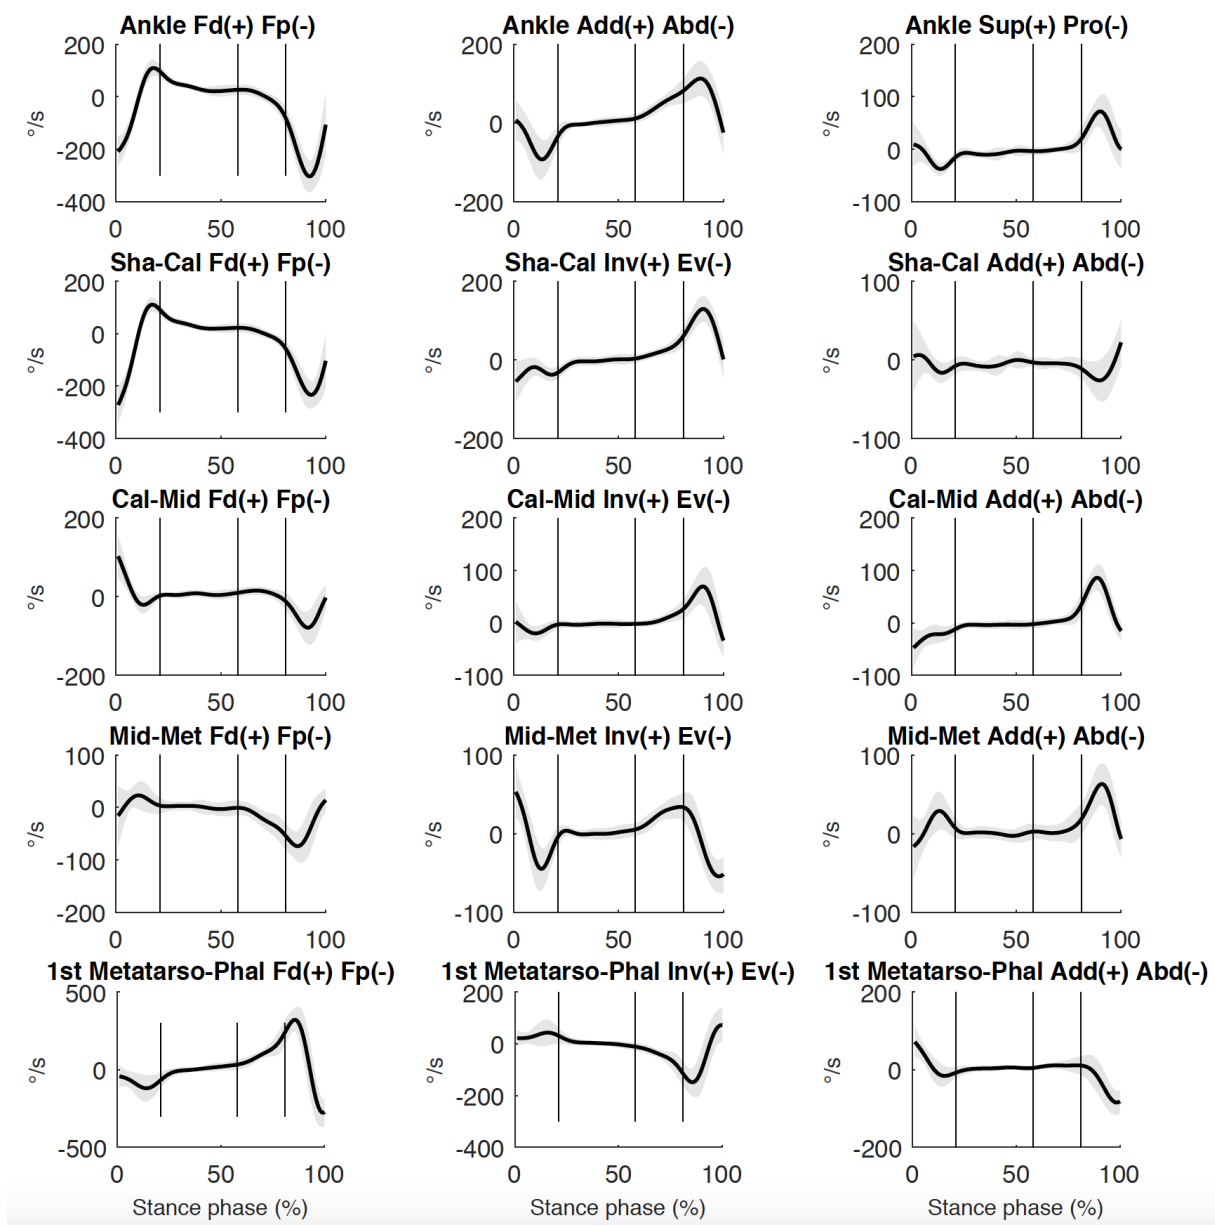 Ankle Fd(+) Fp(-)
200
0
-200
-400
°/s
0 50 100
Ankle Add(+) Abd(-)
200
0
-200
°/s
0 50 100
Ankle Sup(+) Pro(-)
200
100
0
-100
°/s
0 50 100
Sha-Cal Fd(+) Fp(-)
200
0
-200
-400
°/s
0 50 100
Sha-Cal Inv(+) Ev(-)
200
0
-200
°/s
0 50 100
Sha-Cal Add(+) Abd(-)
100
0
-100
°/s
0 50 100
Cal-Mid Fd(+) Fp(-)
200
0
-200
°/s
0 50 100
Cal-Mid Inv(+) Ev(-)
200
100
0
-100
°/s
0 50 100
Cal-Mid Add(+) Abd(-)
200
100
0
-100
°/s
0 50 100
Mid-Met Fd(+) Fp(-)
100
0
-100
-200
°/s
0 50 100
Mid-Met Inv(+) Ev(-)
100
0
-100
°/s
0 50 100
Mid-Met Add(+) Abd(-)
100
0
-100
°/s
0 50 100
1st Metatarso-Phal Fd(+) Fp(-)
500
0
-500
°/s
0 50 100
Stance phase (%)
1st Metatarso-Phal Inv(+) Ev(-)
200
0
-200
-400
°/s
0 50 100
Stance phase (%)
1st Metatarso-Phal Add(+) Abd(-)
200
0
-200
°/s
0 50 100
Stance phase (%)